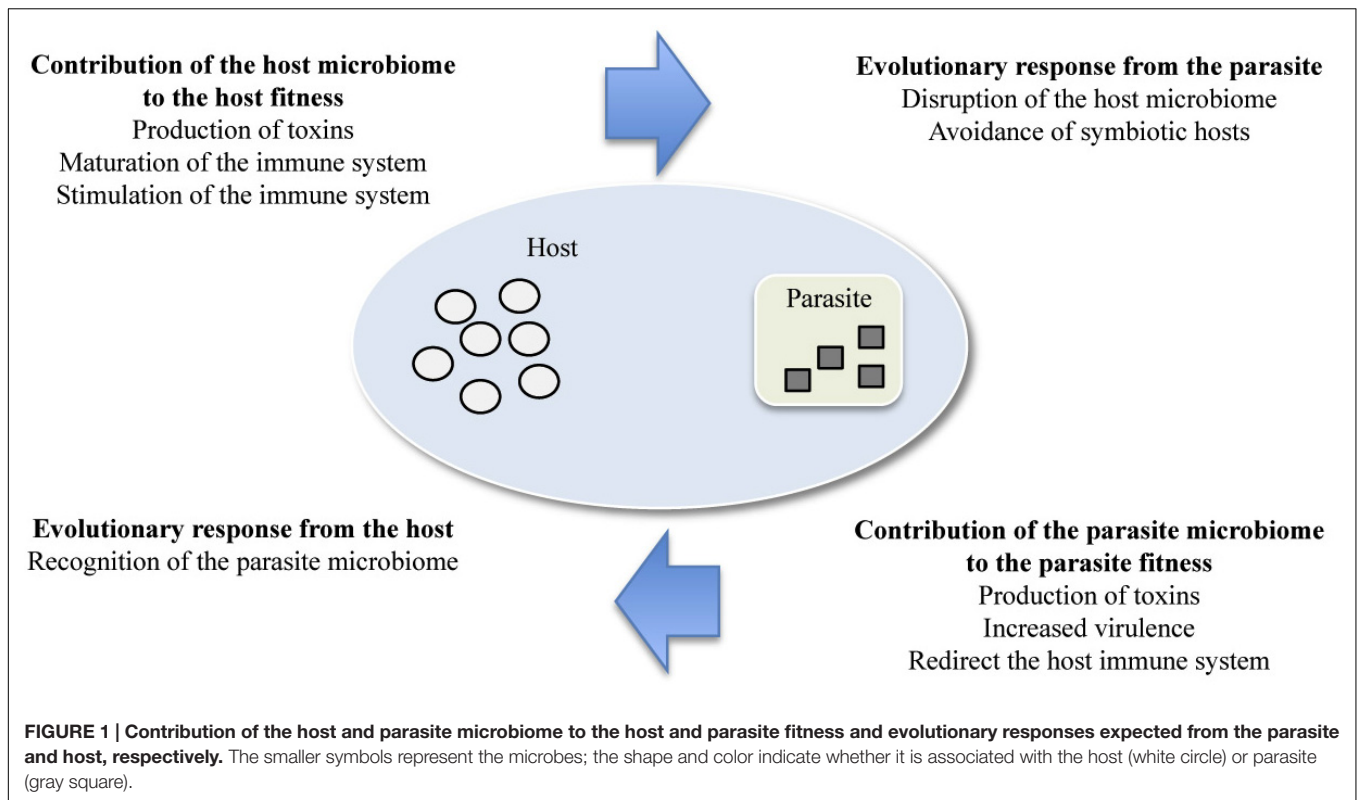 Contribution of the host microbiome
to the host fitness
Production of toxins
Maturation of the immune system
Stimulation of the immune system
Evolutionary response from the parasite
Disruption of the host microbiome
Avoidance of symbiotic hosts
Host
Parasite
Evolutionary response from the host
Recognition of the parasite microbiome
Contribution of the parasite microbiome
to the parasite fitness
Production of toxins
Increased virulence
Redirect the host immune system
FIGURE 1 | Contribution of the host and parasite microbiome to the host and parasite fitness and evolutionary responses expected from the parasite
and host, respectively. The smaller symbols represent the microbes; the shape and color indicate whether it is associated with the host (white circle) or parasite
(gray square).